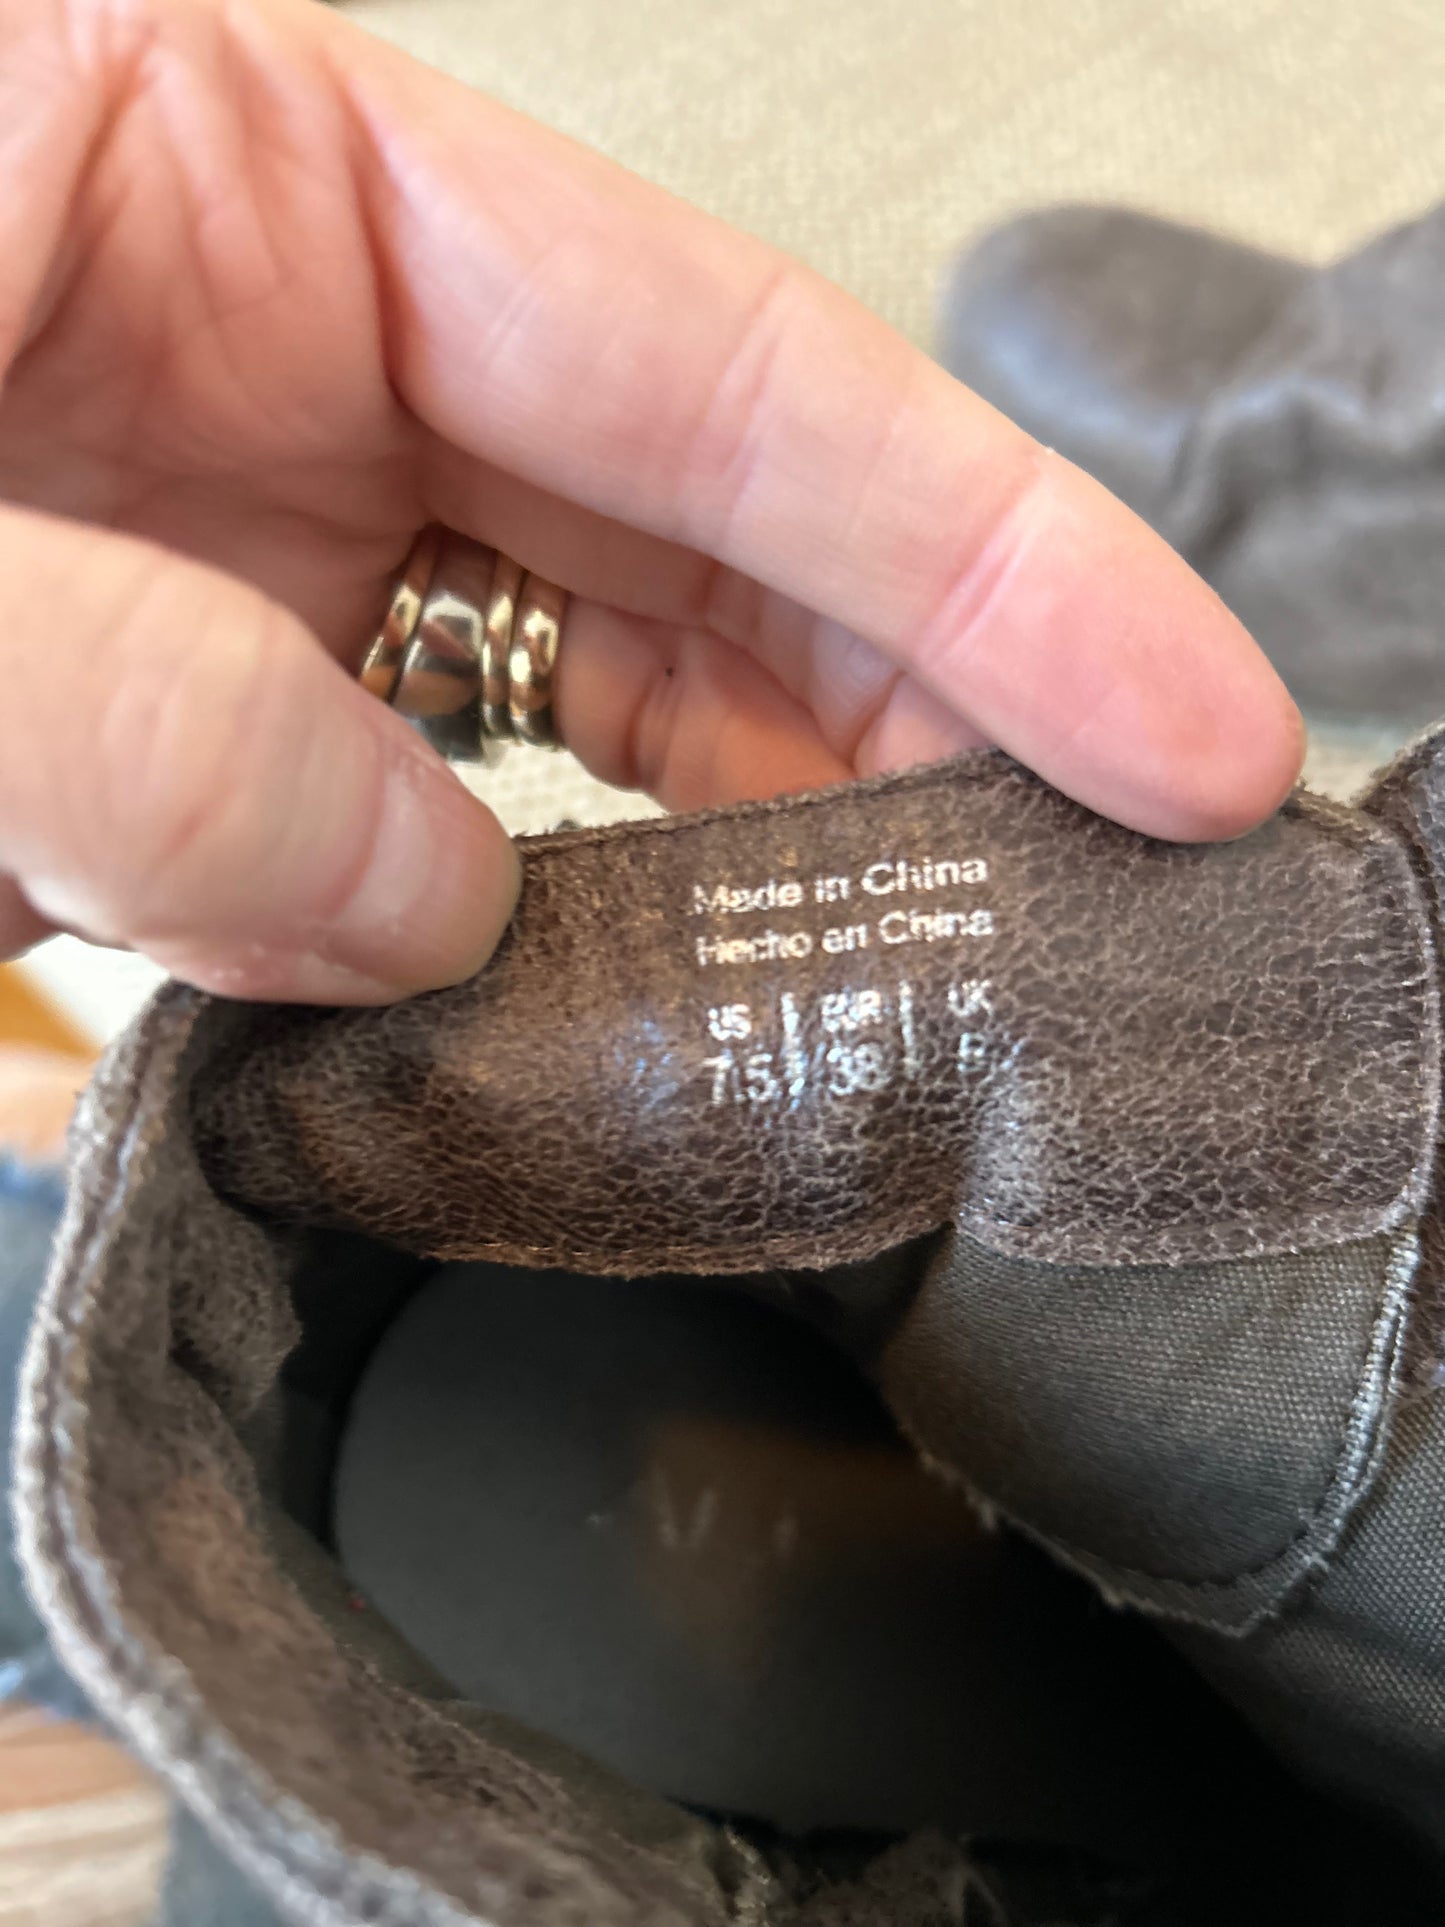 Made in China
Hecho en China
US | EUR | UK
7.5 | 38 |